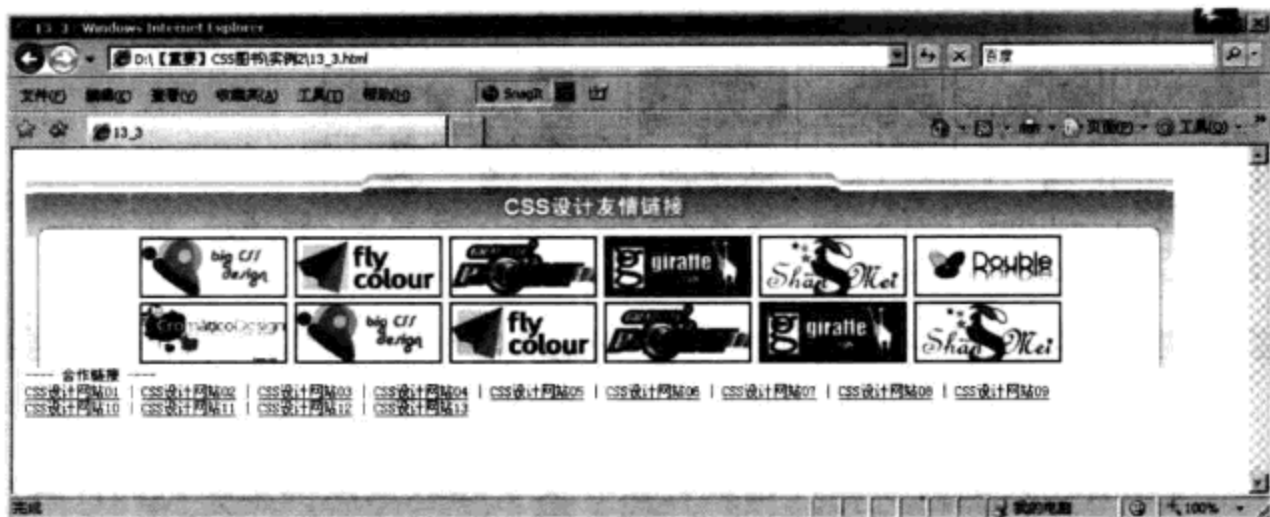 13_3 - Windows Internet Explorer
D:\【重要】CSS图书\实例2\13_3.html
百度
文件(F) 编辑(E) 查看(V) 收藏夹(A) 工具(T) 帮助(H) SnagIt
13_3 页面(P) 工具(O)
CSS设计友情链接
big CSS design fly colour giraffe Shan Mei Double
CromaticoDesign big CSS design fly colour giraffe Shan Mei
---- 合作链接 ----
CSS设计网站01 | CSS设计网站02 | CSS设计网站03 | CSS设计网站04 | CSS设计网站05 | CSS设计网站06 | CSS设计网站07 | CSS设计网站08 | CSS设计网站09
CSS设计网站10 | CSS设计网站11 | CSS设计网站12 | CSS设计网站13
完成 我的电脑 100%